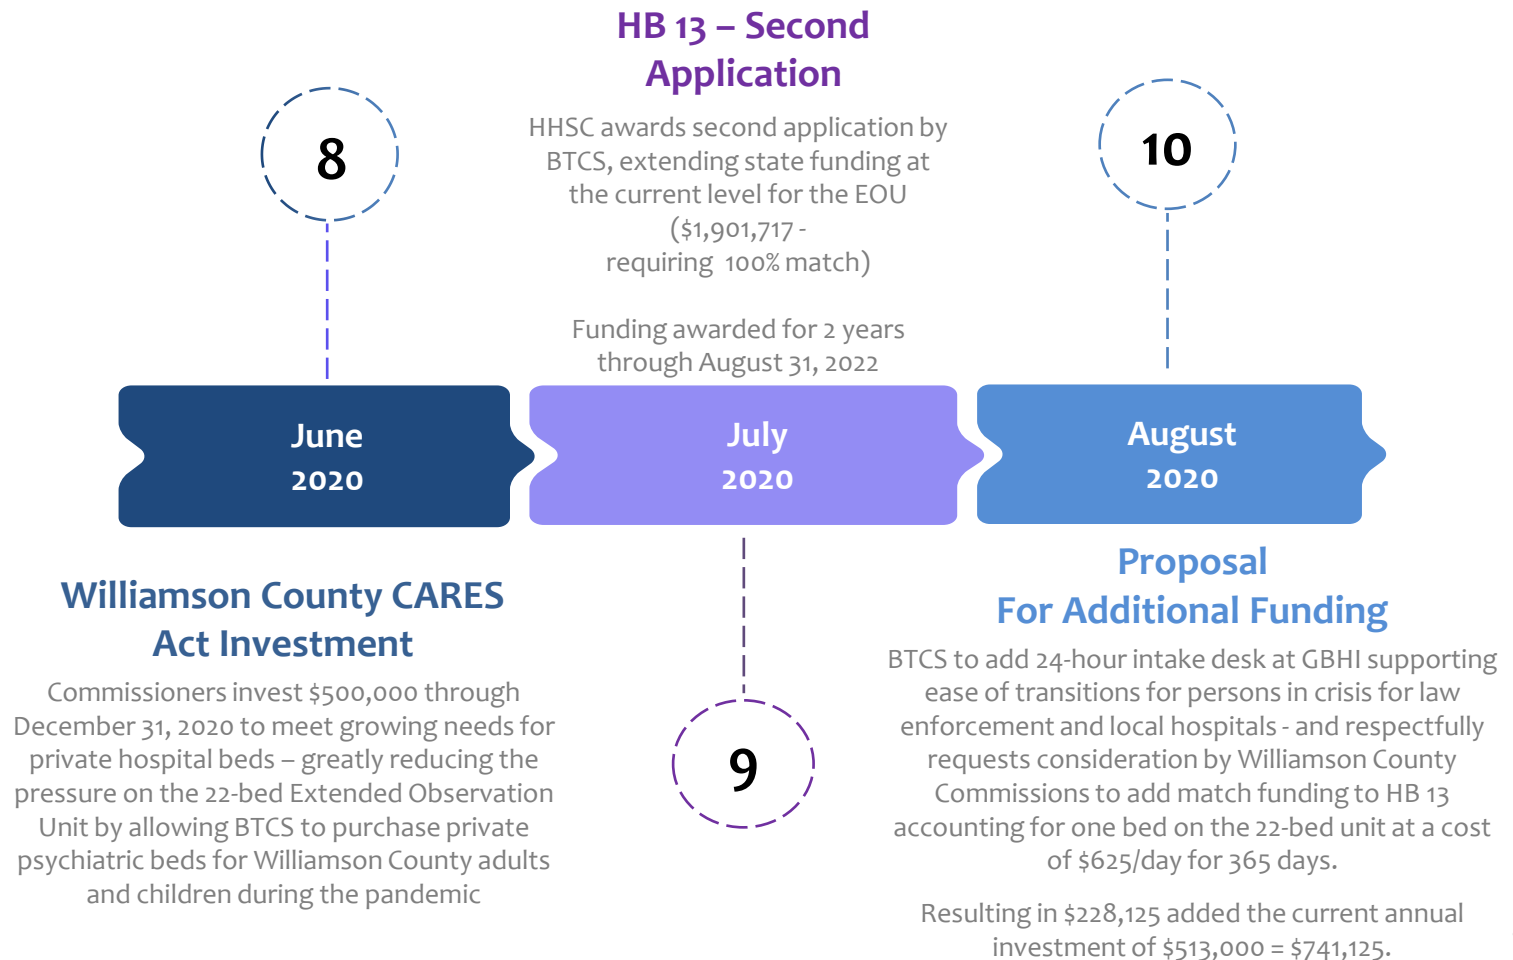 8
June
2020
Williamson County CARES
Act Investment
Commissioners invest $500,000 through
December 31, 2020 to meet growing needs for
private hospital beds – greatly reducing the
pressure on the 22-bed Extended Observation
Unit by allowing BTCS to purchase private
psychiatric beds for Williamson County adults
and children during the pandemic
HB 13 – Second
Application
HHSC awards second application by
BTCS, extending state funding at
the current level for the EOU
($1,901,717 -
requiring 100% match)
Funding awarded for 2 years
through August 31, 2022
July
2020
9
10
August
2020
Proposal
For Additional Funding
BTCS to add 24-hour intake desk at GBHI supporting
ease of transitions for persons in crisis for law
enforcement and local hospitals - and respectfully
requests consideration by Williamson County
Commissions to add match funding to HB 13
accounting for one bed on the 22-bed unit at a cost
of $625/day for 365 days.
Resulting in $228,125 added the current annual
investment of $513,000 = $741,125.